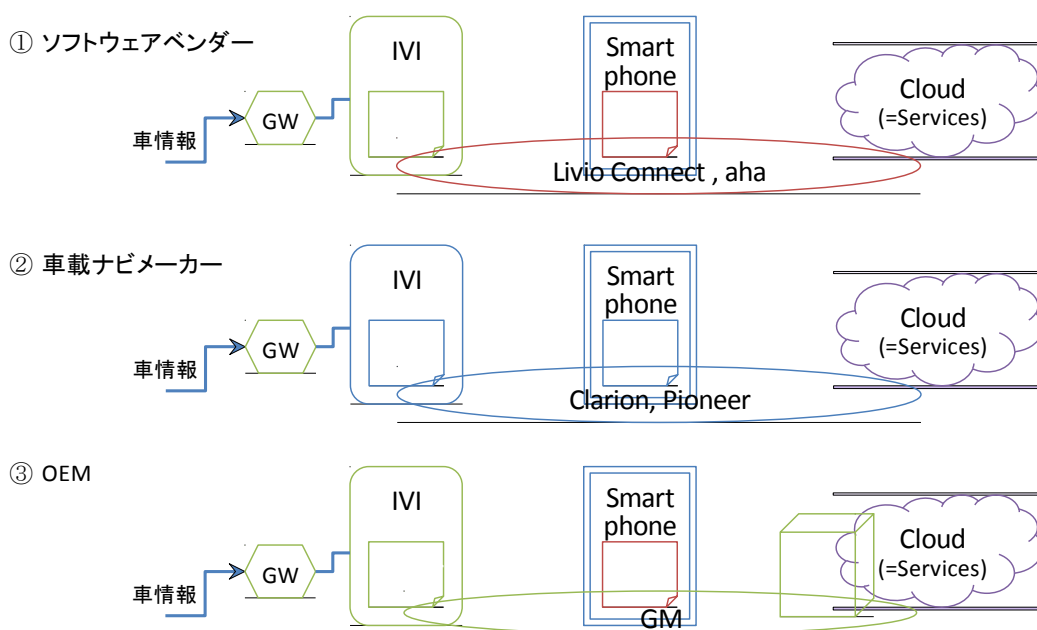 ① ソフトウェアベンダー
IVI
Smart
phone
Cloud
(=Services)
GW
車情報
Livio Connect , aha
② 車載ナビメーカー
IVI
Smart
phone
Cloud
(=Services)
GW
車情報
Clarion, Pioneer
③ OEM
IVI
Smart
phone
Cloud
(=Services)
GW
車情報
GM